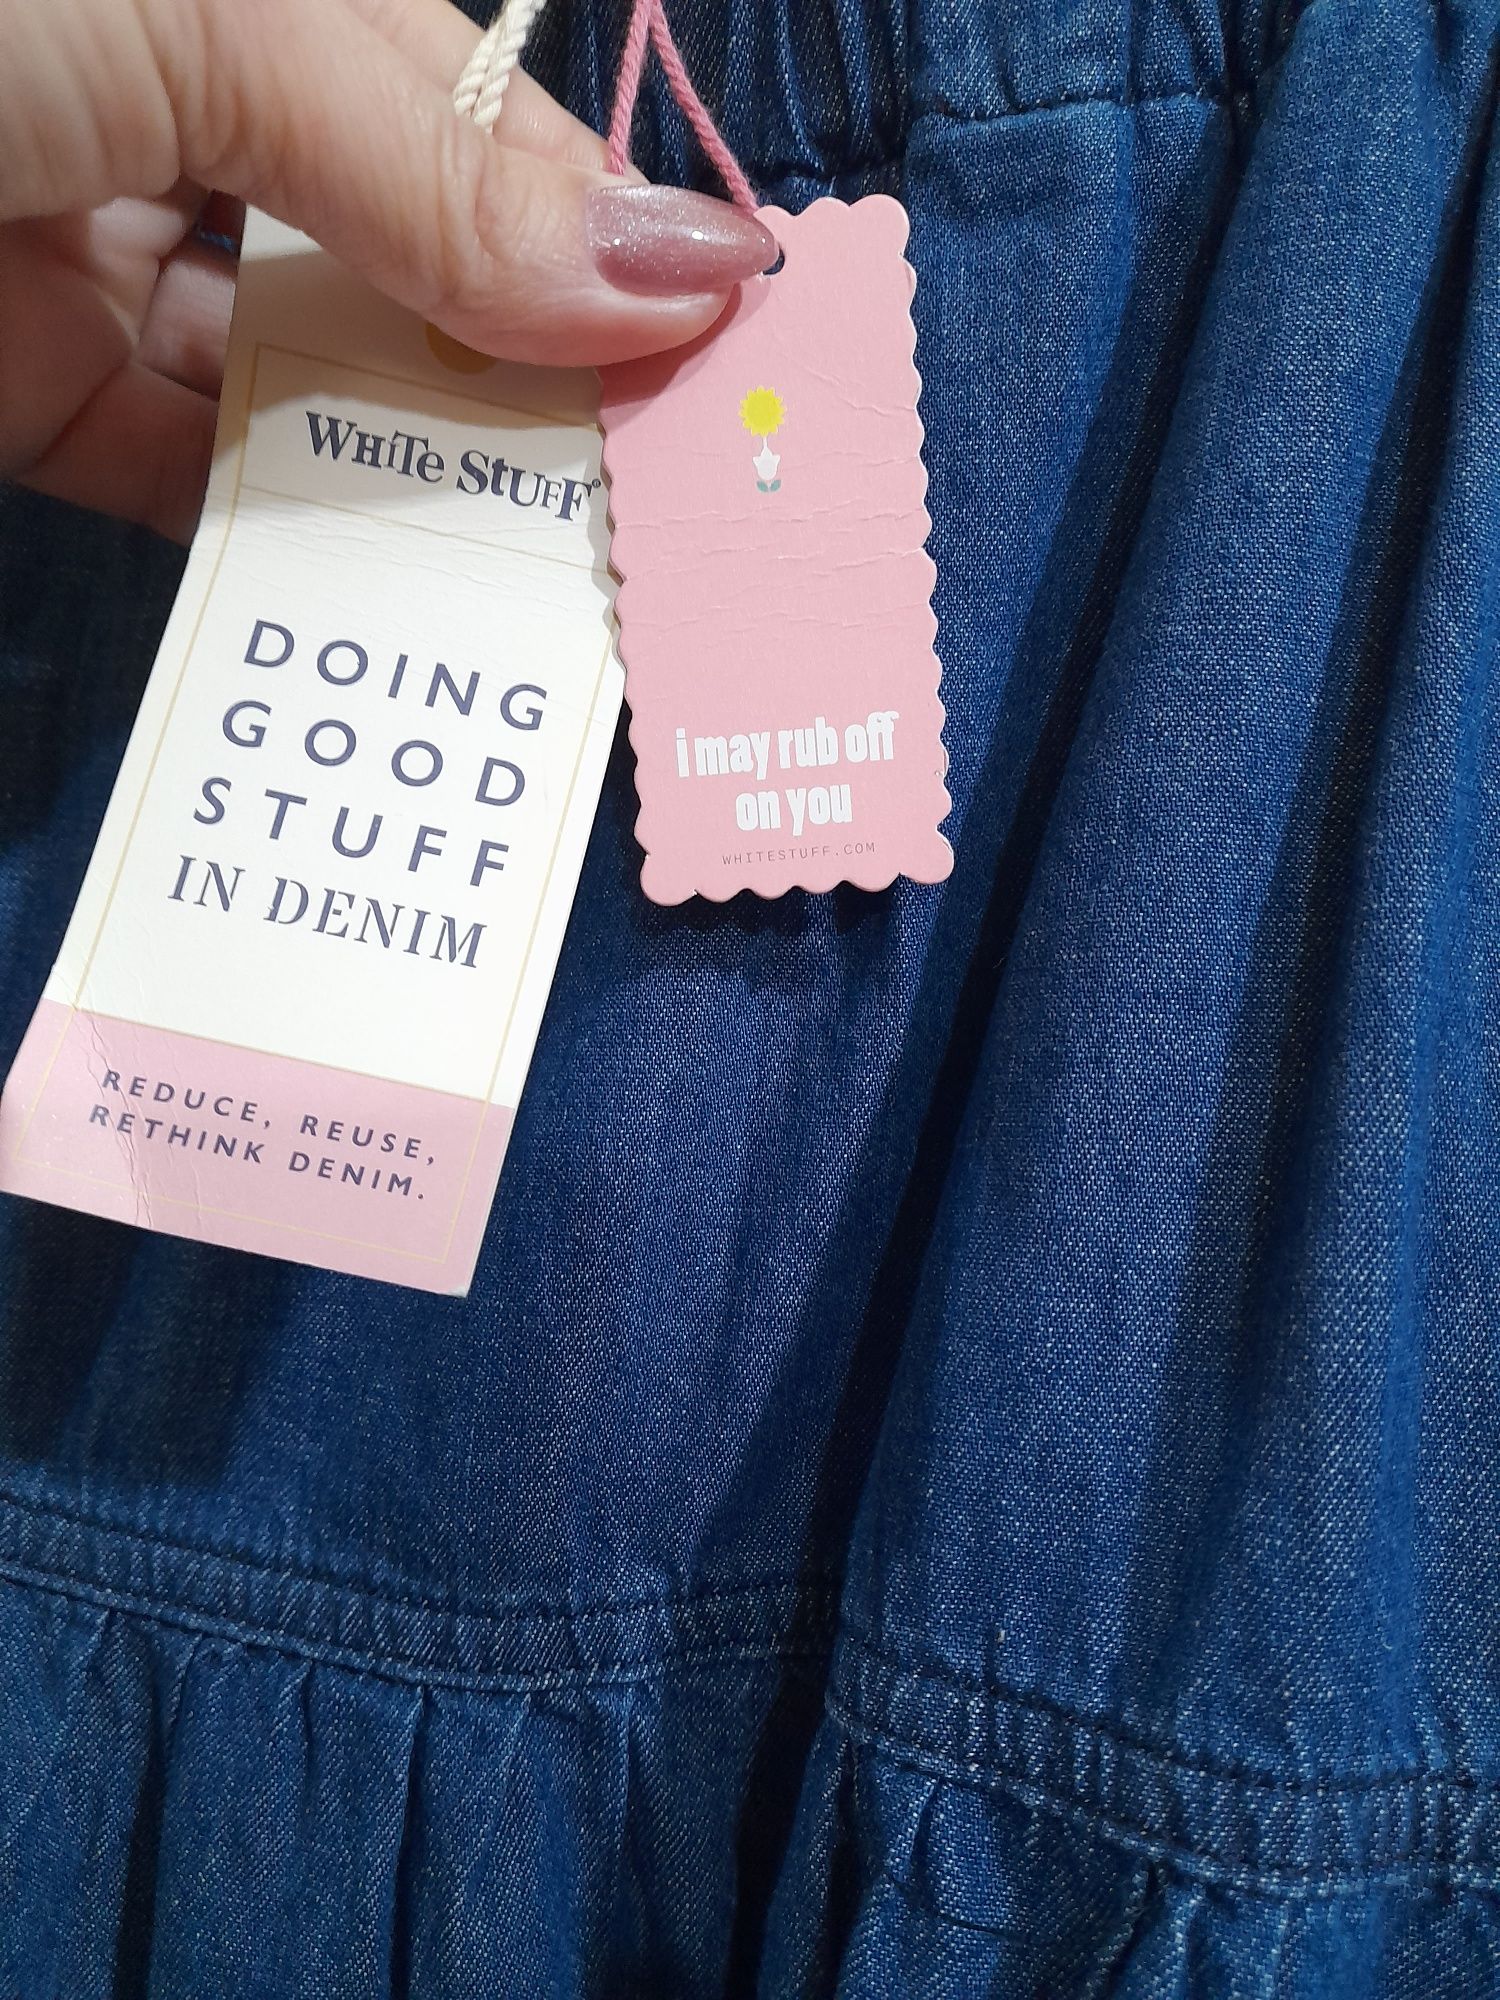 WHiTe StUFF
DOING
GOOD
STUFF
IN DENIM
REDUCE, REUSE,
RETHINK DENIM.
i may rub off
on you
WHITESTUFF.COM